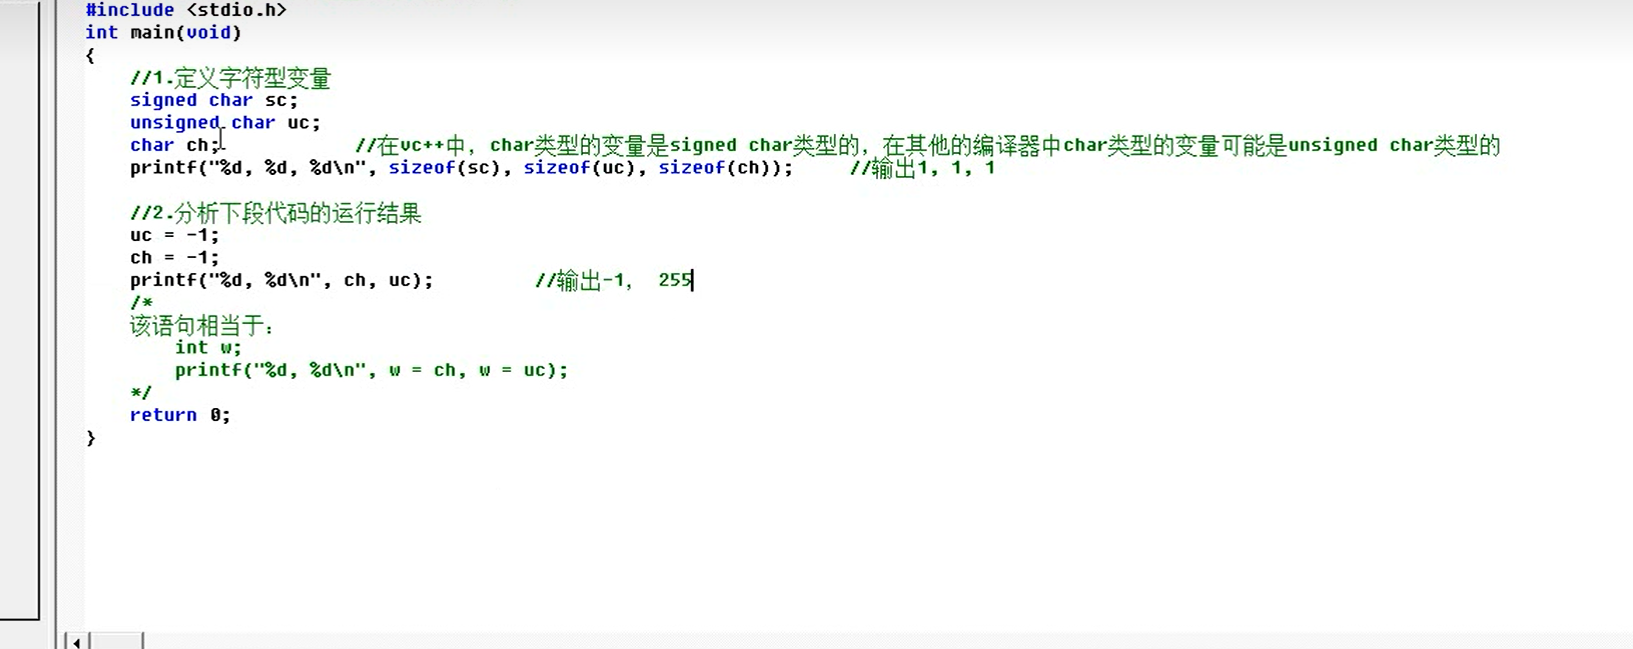 #include <stdio.h>
int main(void)
{
//1.定义字符型变量
signed char sc;
unsigned char uc;
char ch; //在vc++中，char类型的变量是signed char类型的，在其他的编译器中char类型的变量可能是unsigned char类型的
printf("%d, %d, %d\n", sizeof(sc), sizeof(uc), sizeof(ch)); //输出1, 1, 1
//2.分析下段代码的运行结果
uc = -1;
ch = -1;
printf("%d, %d\n", ch, uc); //输出-1， 255
/*
该语句相当于：
int w;
printf("%d, %d\n", w = ch, w = uc);
*/
return 0;
}